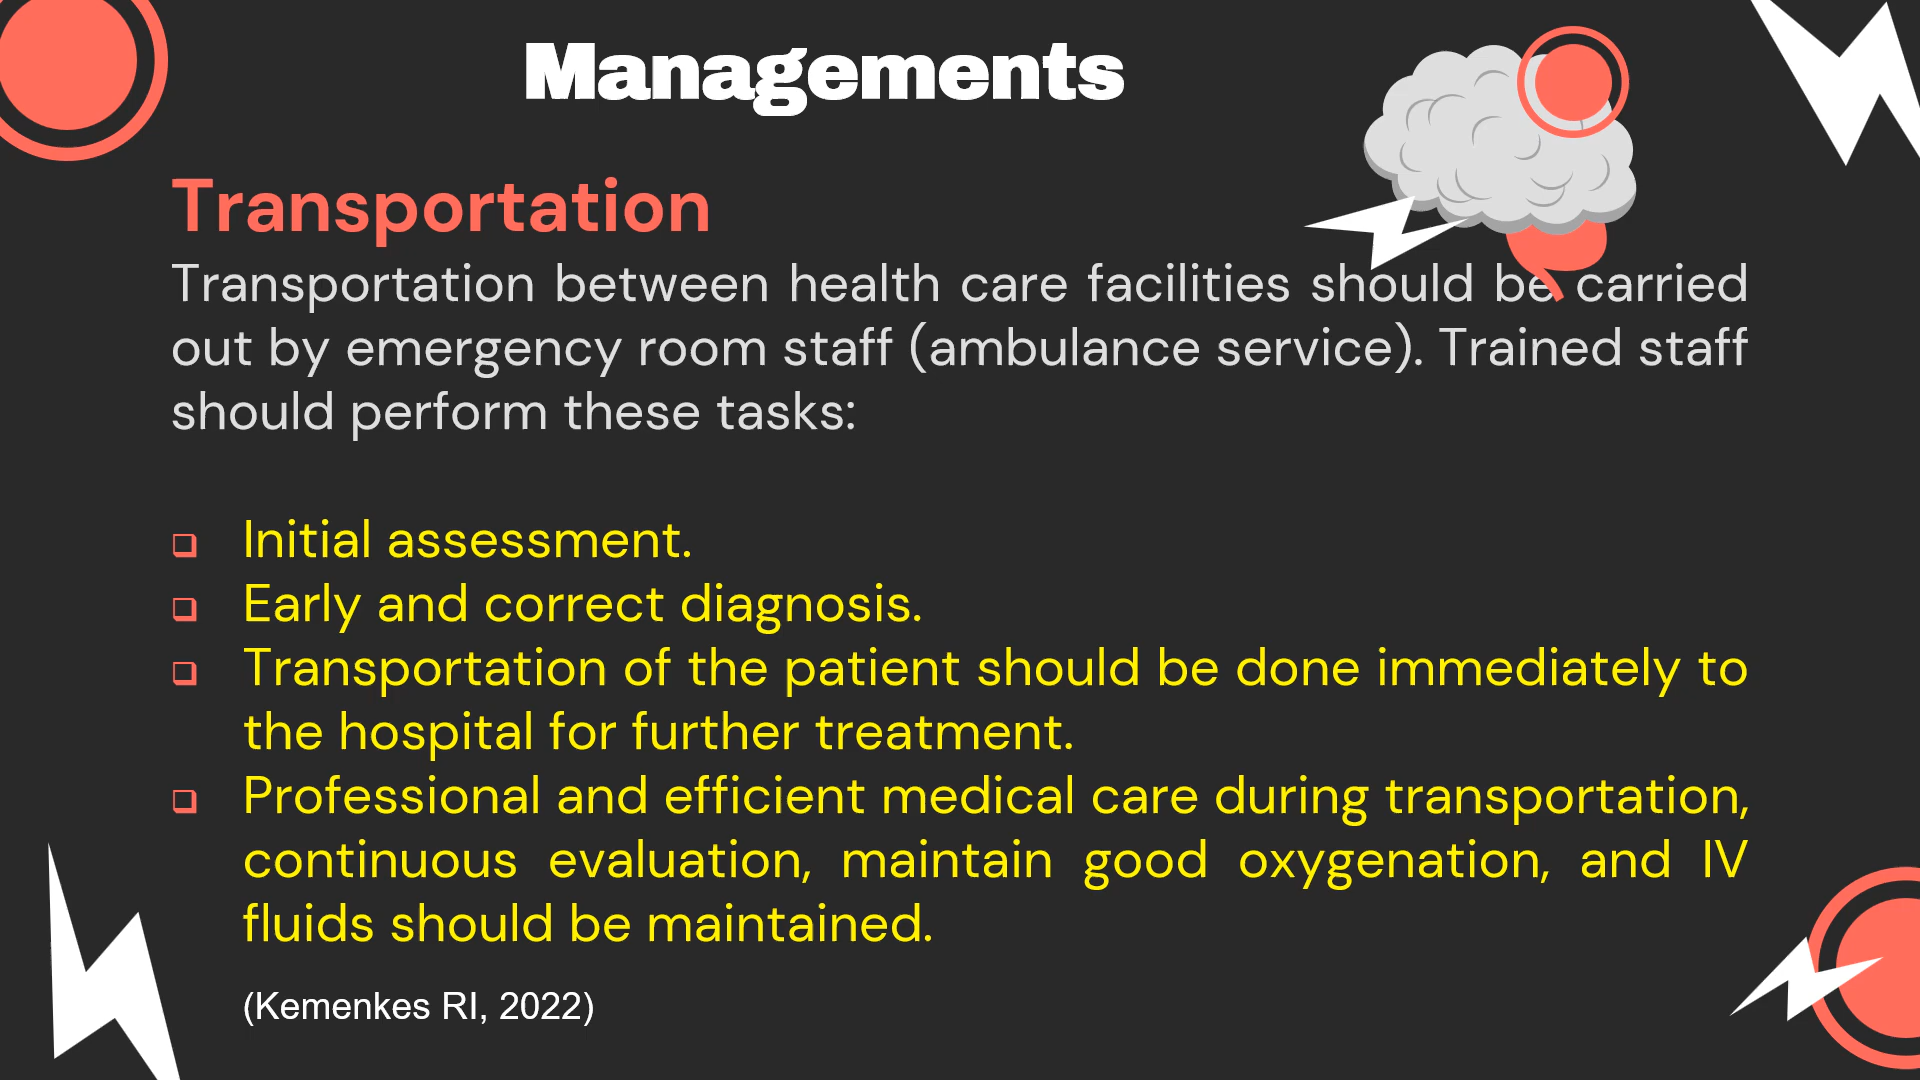 Managements
Transportation
Transportation between health care facilities should be carried
out by emergency room staff (ambulance service). Trained staff
should perform these tasks:
❑ Initial assessment.
❑ Early and correct diagnosis.
❑ Transportation of the patient should be done immediately to
the hospital for further treatment.
❑ Professional and efficient medical care during transportation,
continuous evaluation, maintain good oxygenation, and IV
fluids should be maintained.
(Kemenkes RI, 2022)